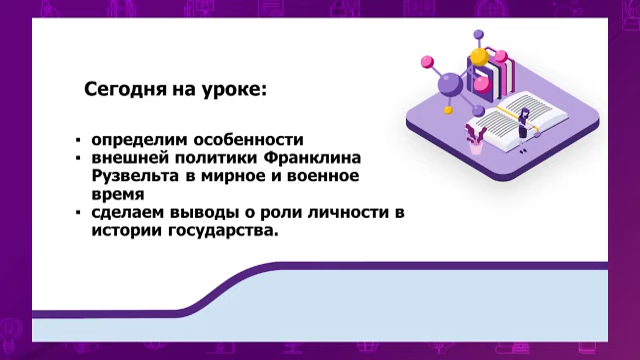 Сегодня на уроке:
▪ определим особенности
▪ внешней политики Франклина
Рузвельта в мирное и военное
время
▪ сделаем выводы о роли личности в
истории государства.